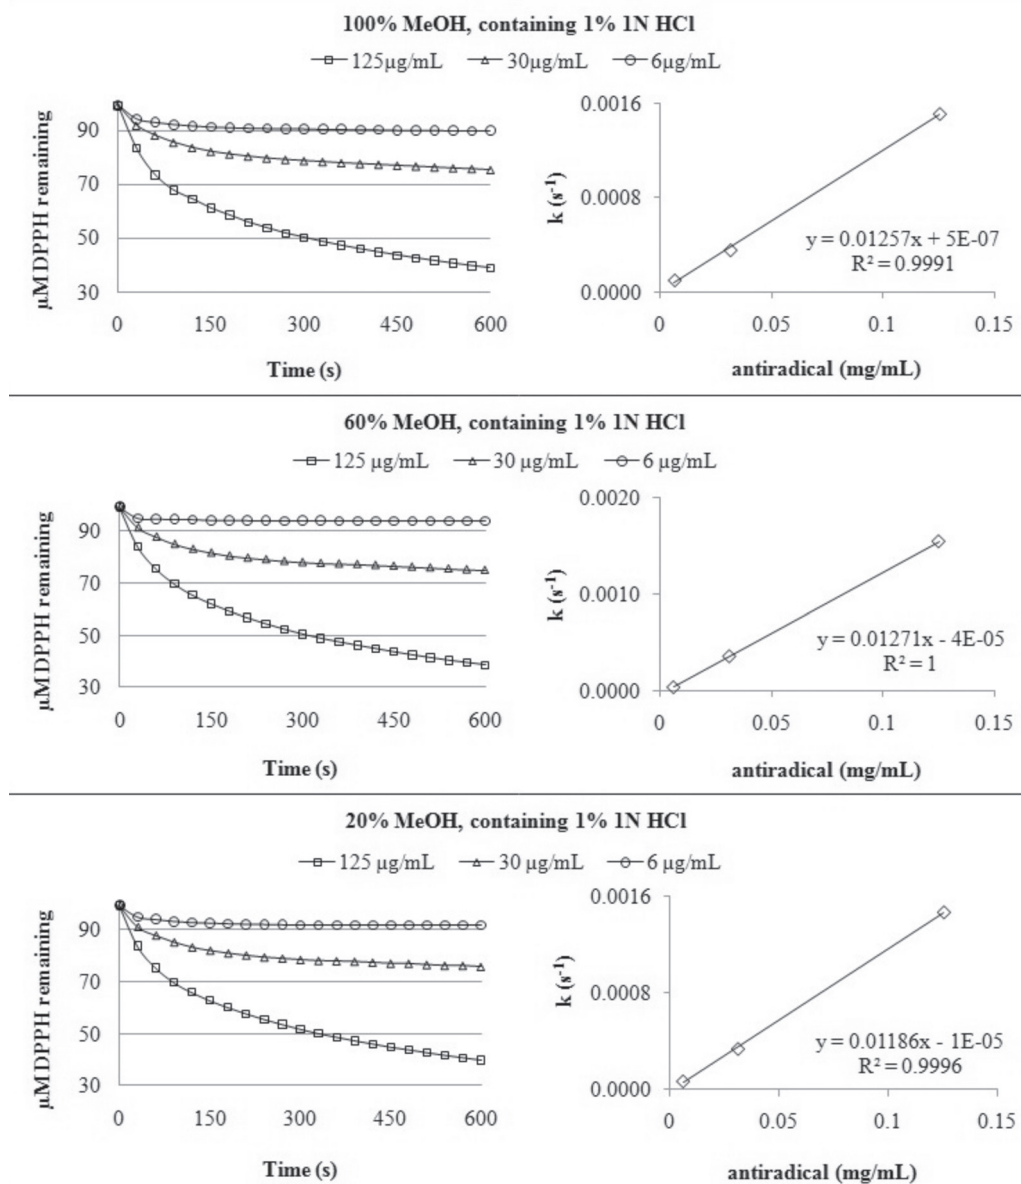 100% MeOH, containing 1% 1N HCl
125µg/mL 30µg/mL 6µg/mL
µMDPPH remaining
90
70
50
30
0 150 300 450 600
Time (s)
k (s-1)
0.0016
0.0008
0.0000
y = 0.01257x + 5E-07
R² = 0.9991
0 0.05 0.1 0.15
antiradical (mg/mL)
60% MeOH, containing 1% 1N HCl
125 µg/mL 30 µg/mL 6 µg/mL
µMDPPH remaining
90
70
50
30
0 150 300 450 600
Time (s)
k (s-1)
0.0020
0.0010
0.0000
y = 0.01271x - 4E-05
R² = 1
0 0.05 0.1 0.15
antiradical (mg/mL)
20% MeOH, containing 1% 1N HCl
125 µg/mL 30 µg/mL 6 µg/mL
µMDPPH remaining
90
70
50
30
0 150 300 450 600
Time (s)
k (s-1)
0.0016
0.0008
0.0000
y = 0.01186x - 1E-05
R² = 0.9996
0 0.05 0.1 0.15
antiradical (mg/mL)